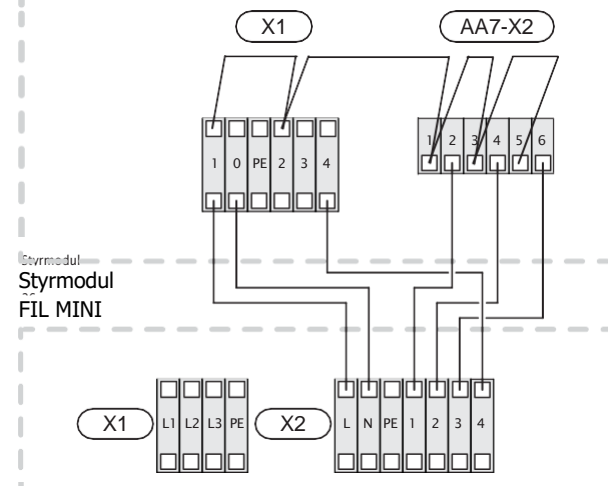 X1 AA7-X2
1 2 3 4 5 6
1 0 PE 2 3 4
Styrmodul
Styrmodul
FIL MINI
X1 L1 L2 L3 PE X2 L N PE 1 2 3 4